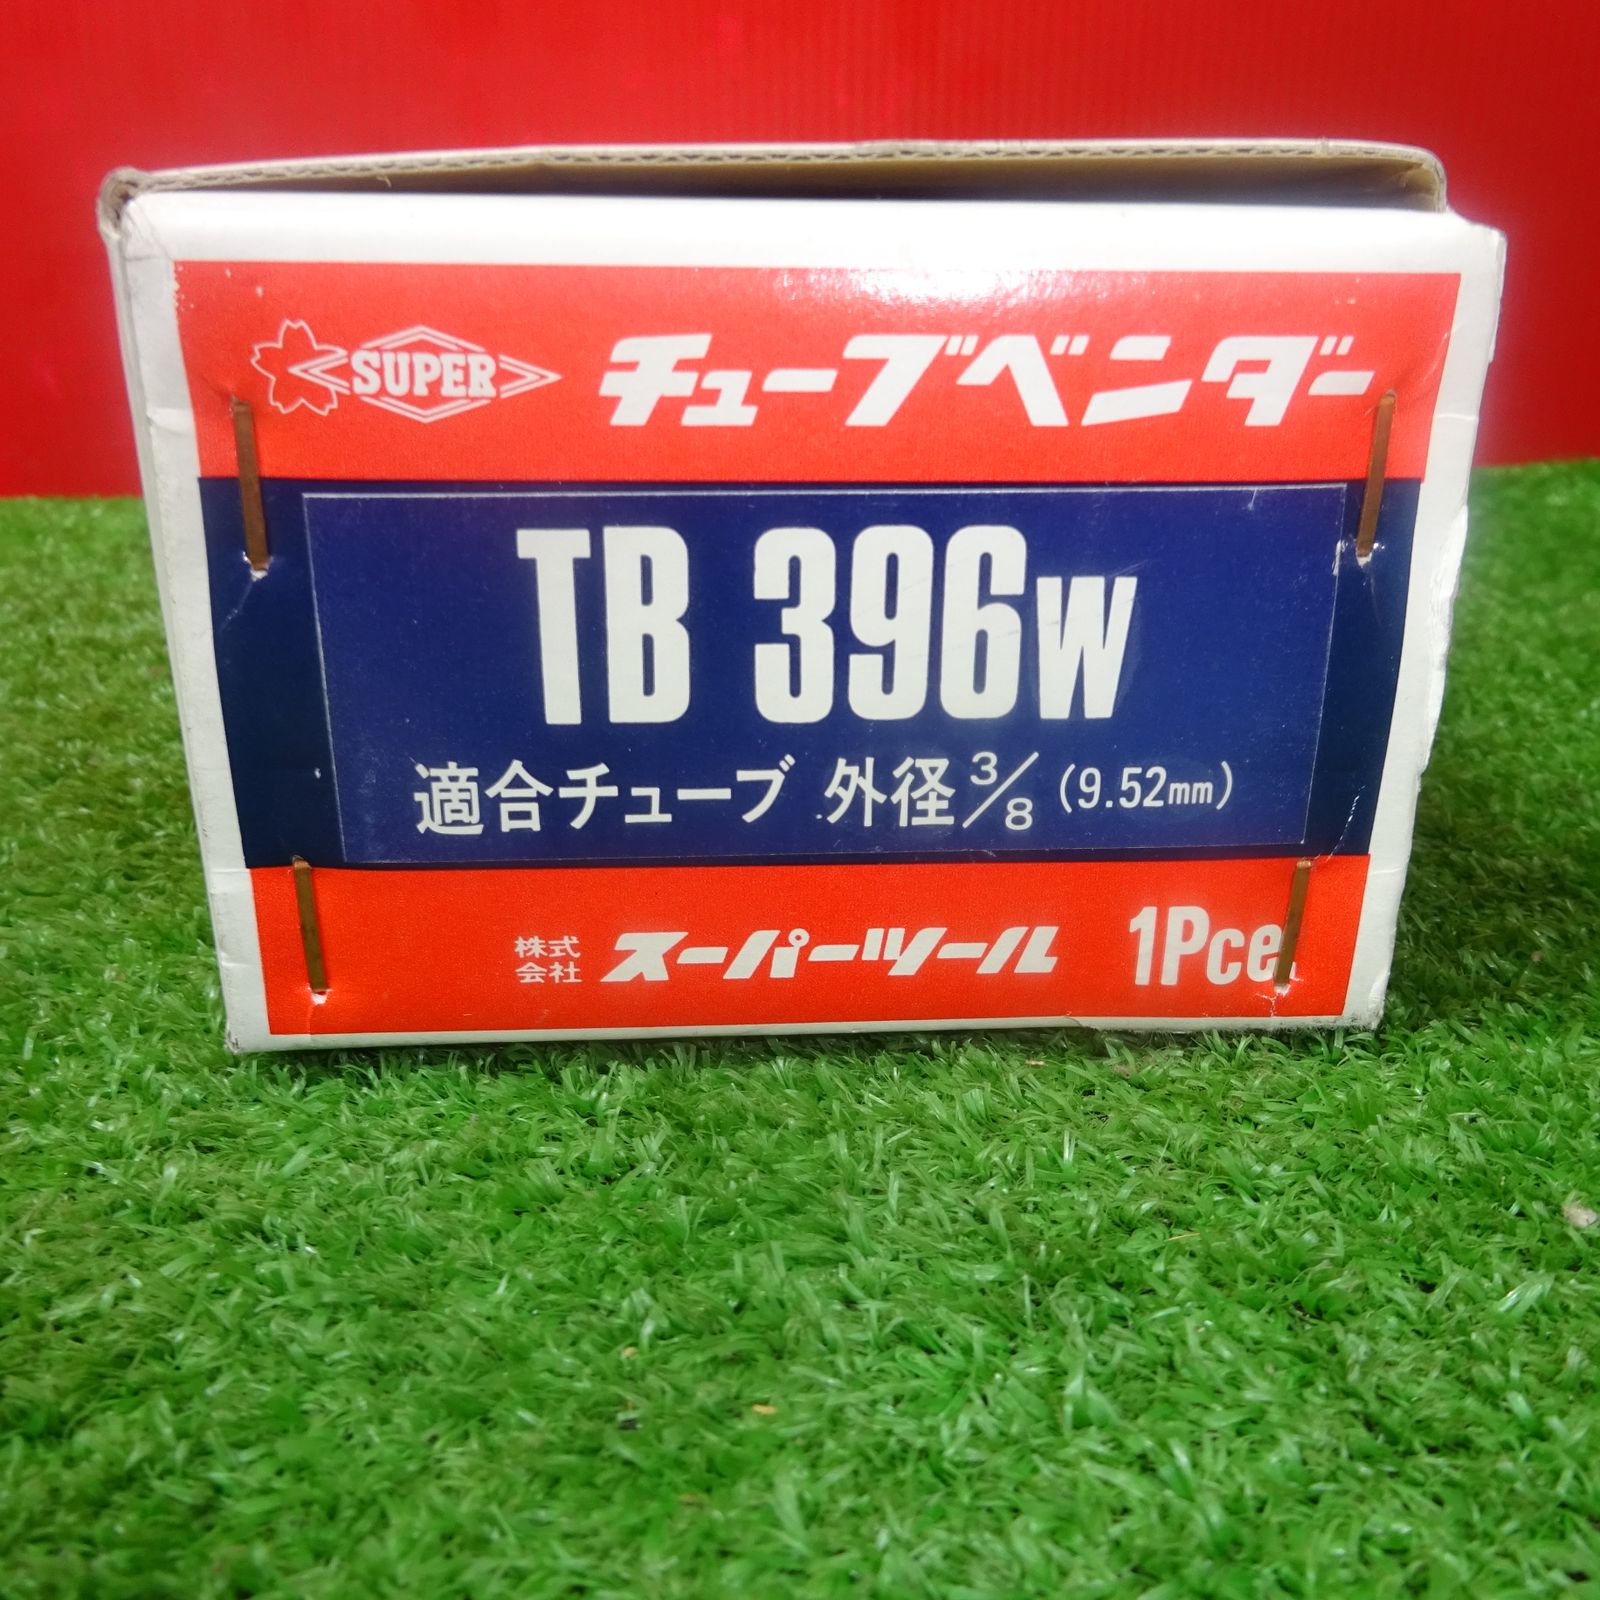 SUPER チューブベンダー
TB 396W
適合チューブ 外径3/8 (9.52mm)
株式会社 スーパーツール 1Pce.